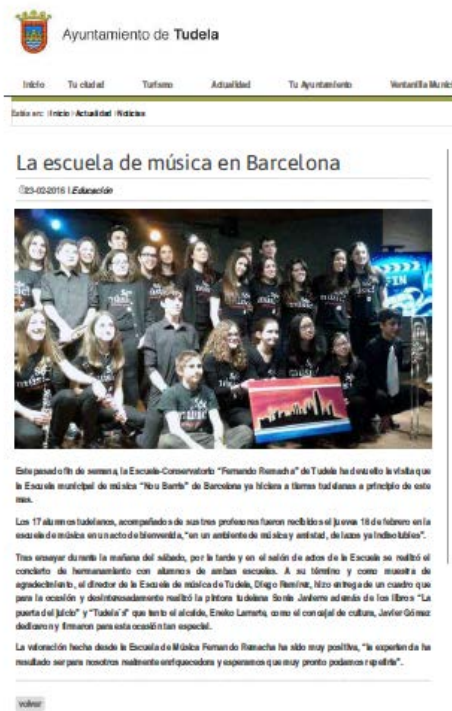 Ayuntamiento de Tudela
Inicio Tu ciudad Turismo Actualidad Tu Ayuntamiento Ventanilla Munic
Estás en: Inicio Actualidad Noticias
La escuela de música en Barcelona
23-02-2016 | Educación
FIN
Este pasado fin de semana, la Escuela-Conservatorio "Fernando Remacha" de Tudela ha devuelto la visita que
la Escuela municipal de música "Nou Barris" de Barcelona ya hiciera a tierras tudelanas a principio de este
mes.
Los 17 alumnos tudelanos, acompañados de sus tres profesores fueron recibidos el jueves 18 de febrero en la
escuela de música en un acto de bienvenida, "en un ambiente de música y amistad, de lazos ya indisolubles".
Tras ensayar durante la mañana del sábado, por la tarde y en el salón de actos de la Escuela se realizó el
concierto de hermanamiento con alumnos de ambas escuelas. A su término y como muestra de
agradecimiento, el director de la Escuela de música de Tudela, Diego Ramírez, hizo entrega de un cuadro que
para la ocasión y desinteresadamente realizó la pintora tudelana Sonia Javierre además de los libros "La
puerta del juicio" y "Tudela sí" que tanto el alcalde, Eneko Larrarte, como el concejal de cultura, Javier Gómez
dedicaron y firmaron para esta ocasión tan especial.
La valoración hecha desde la Escuela de Música Fernando Remacha ha sido muy positiva, "la experiencia ha
resultado ser para nosotros realmente enriquecedora y esperamos que muy pronto podamos repetirla".
volver